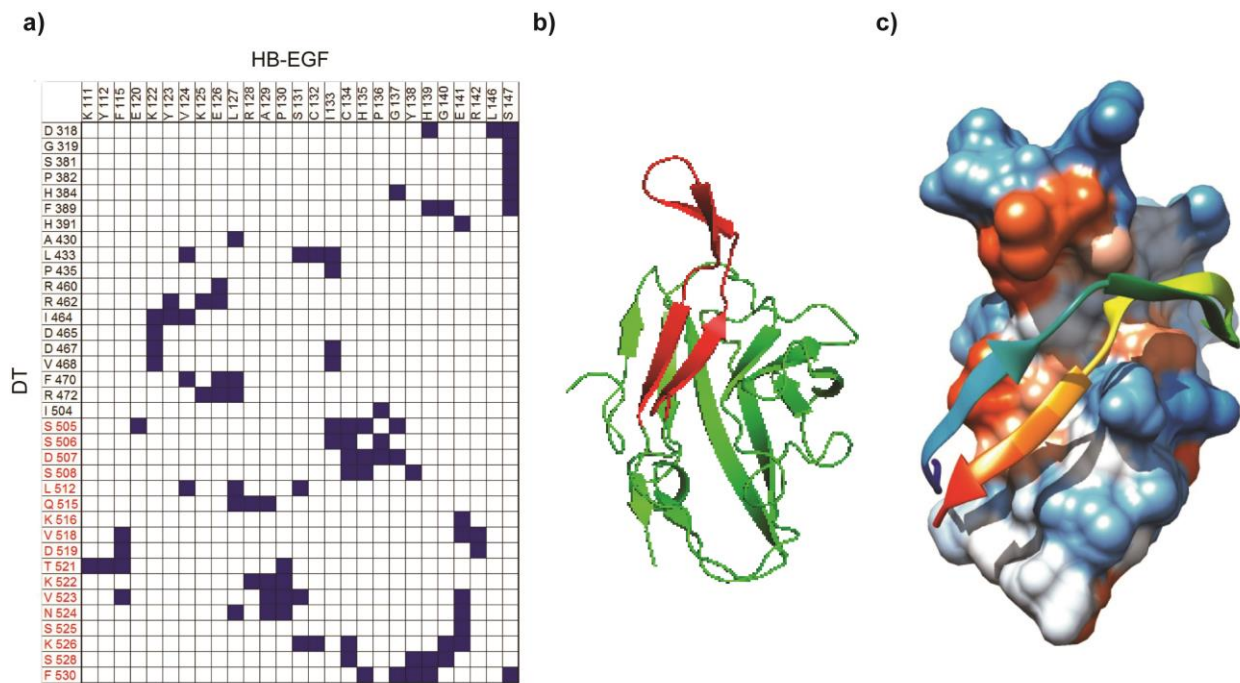 a)
b)
c)
HB-EGF
K 111
Y 112
F 115
E 120
K 122
Y 123
V 124
K 125
E 126
L 127
R 128
A 129
P 130
S 131
C 132
I 133
C 134
H 135
P 136
G 137
Y 138
H 139
G 140
E 141
R 142
L 146
S 147
DT
D 318
G 319
S 381
P 382
H 384
F 389
H 391
A 430
L 433
P 435
R 460
R 462
I 464
D 465
D 467
V 468
F 470
R 472
I 504
S 505
S 506
D 507
S 508
L 512
Q 515
K 516
V 518
D 519
T 521
K 522
V 523
N 524
S 525
K 526
S 528
F 530